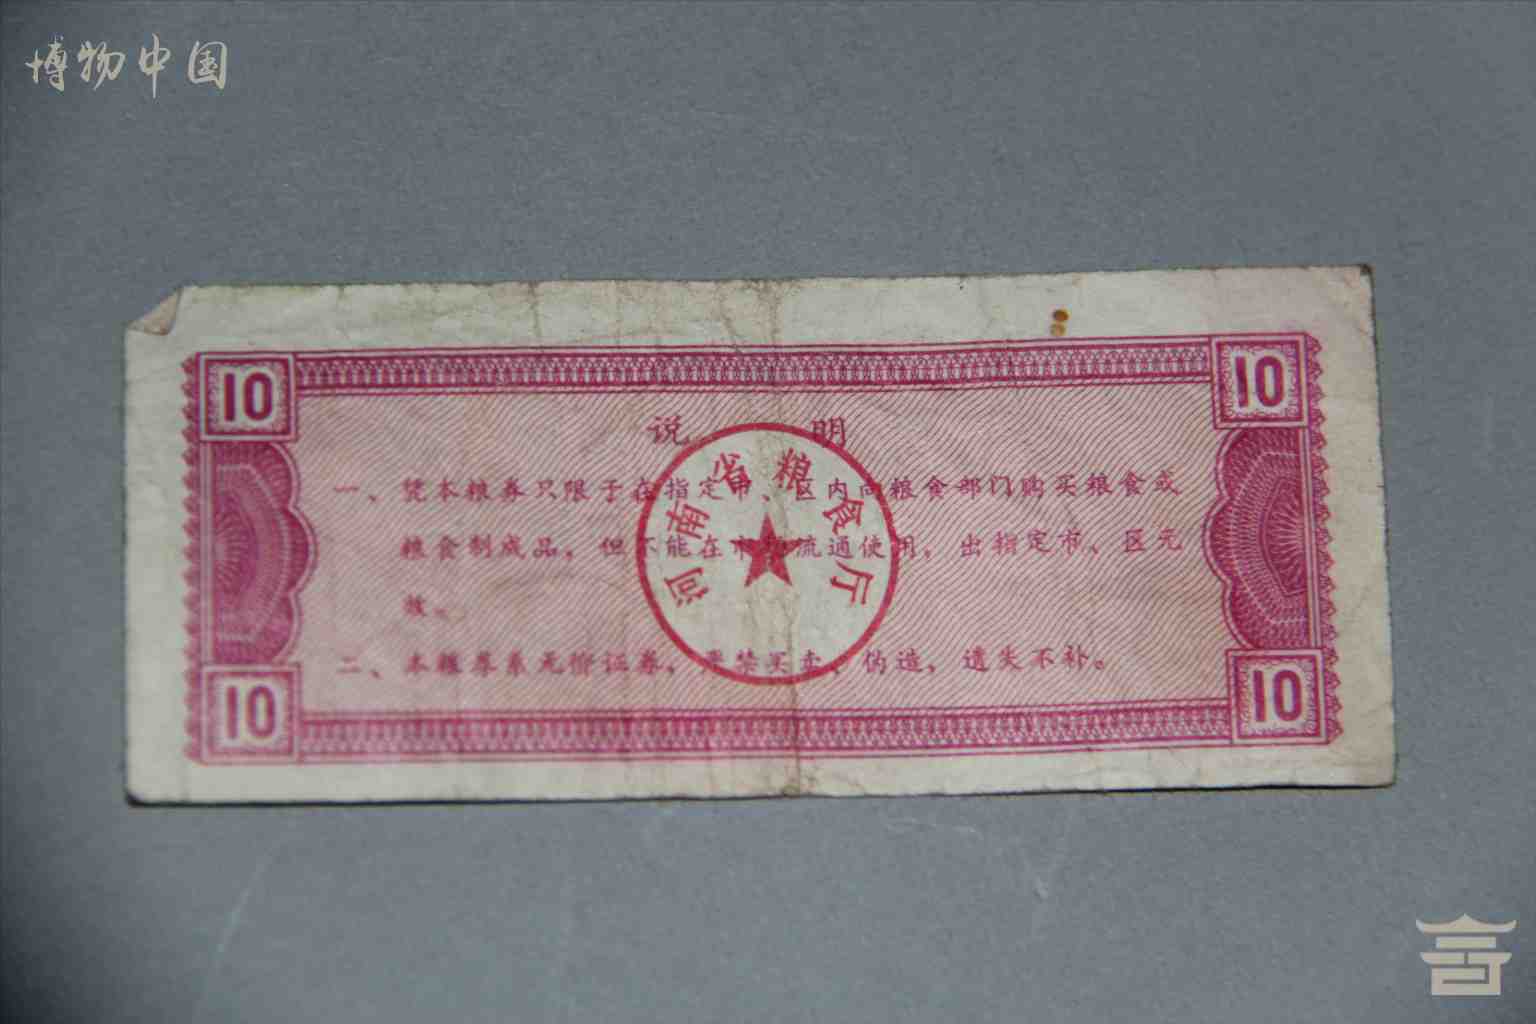 博物中国
10
10
说 明
一、凭本粮券只限于在指定市、区内向粮食部门购买粮食或
粮食制成品。但不能在市场流通使用。出指定市、区无
效。
二、本粮券系无价证券,严禁买卖、伪造,遗失不补。
河南省粮食厅
10
10